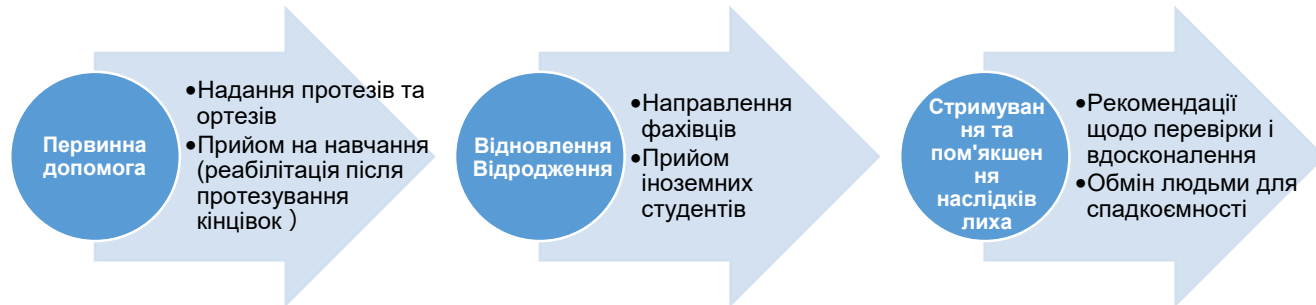 Первинна
допомога
•Надання протезів та
ортезів
•Прийом на навчання
(реабілітація після
протезування
кінцівок )
Відновлення
Відродження
•Направлення
фахівців
•Прийом
іноземних
студентів
Стримуван
ня та
пом'якшен
ня
наслідків
лиха
•Рекомендації
щодо перевірки і
вдосконалення
•Обмін людьми для
спадкоємності